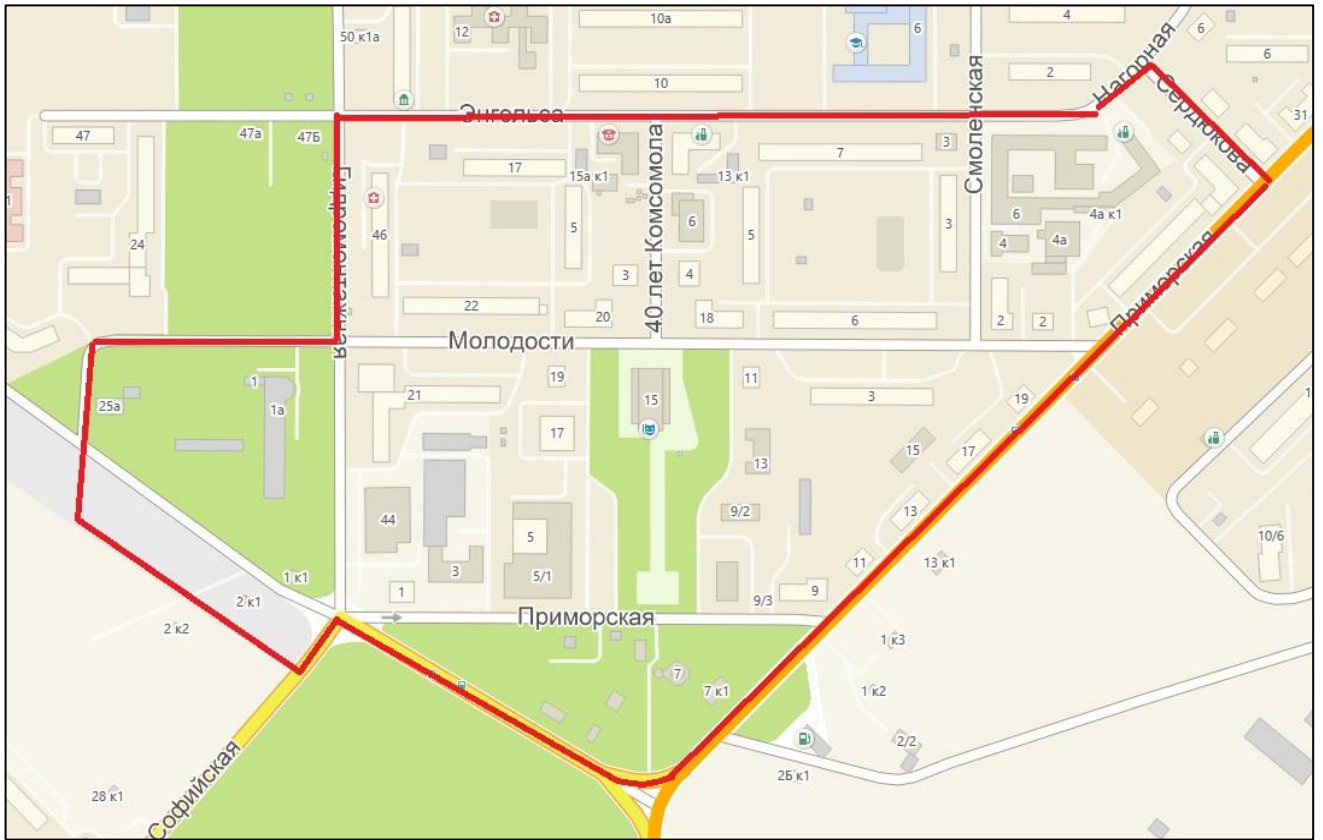 4
10а
50 к1а
12
6
6
6
2
10
Нагорная
Сердюкова
31
Энгельса
47
47а
47Б
Смоленская
3
7
17
15а к1
13 к1
40 лет Комсомола
Гидрометкомплекс
1
46
5
6
5
3
6
4а к1
4
4а
24
3
4
22
20
18
6
2
2
Приморская
Молодости
21
19
11
15
3
19
1
1а
25а
17
15
17
13
9/2
13
44
5
5/1
3
11
13 к1
10/6
1 к1
2 к1
2 к2
1
9/3
9
Приморская
1 к3
7
7 к1
1 к2
2/2
2Б к1
Софийская
28 к1